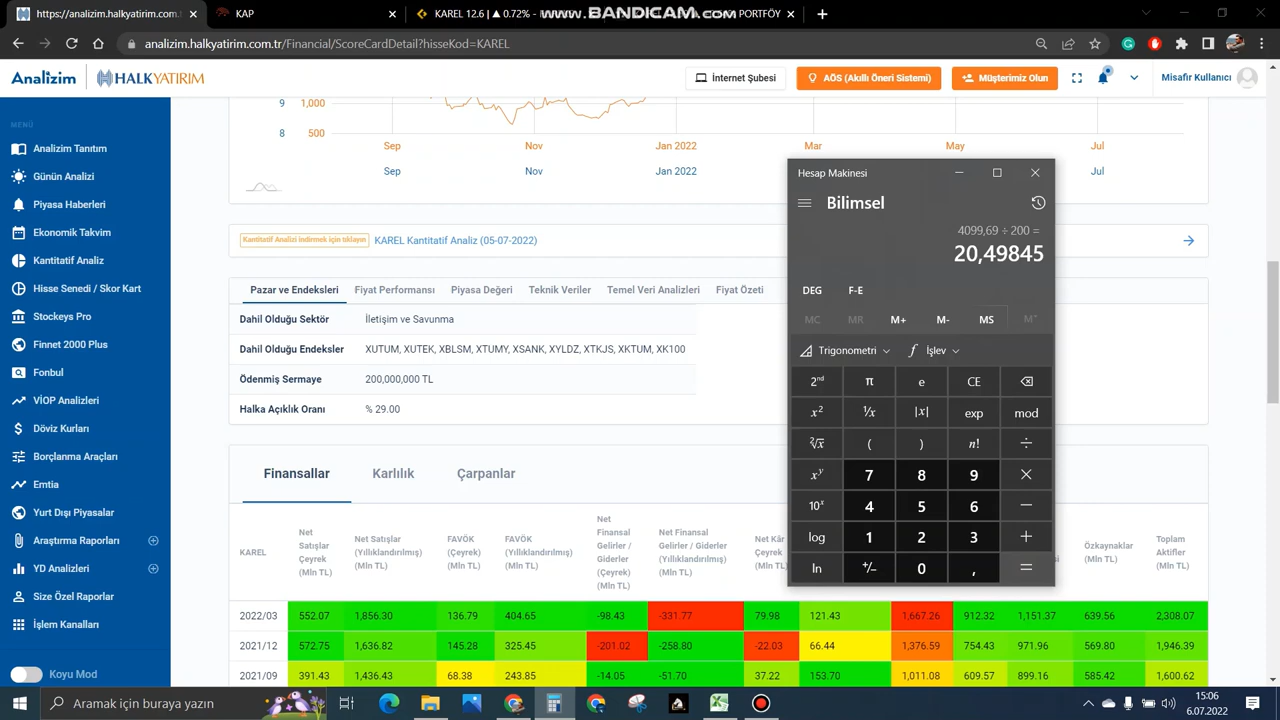 KAP
KAREL 12.6 ▲ 0.72%
PORTFÖY
www.BANDICAM.com
analizim.halkyatirim.com.tr/Financial/ScoreCardDetail?hisseKod=KAREL
Analizim
HALKYATIRIM
İnternet Şubesi
AÖS (Akıllı Öneri Sistemi)
Müşterimiz Olun
Misafir Kullanıcı
MENÜ
Analizim Tanıtım
Günün Analizi
Piyasa Haberleri
Ekonomik Takvim
Kantitatif Analiz
Hisse Senedi / Skor Kart
Stockeys Pro
Finnet 2000 Plus
Fonbul
VİOP Analizleri
Döviz Kurları
Borçlanma Araçları
Emtia
Yurt Dışı Piyasalar
Araştırma Raporları
YD Analizleri
Size Özel Raporlar
İşlem Kanalları
Koyu Mod
9 1,000
8 500
Sep Nov Jan 2022 Mar May Jul
Sep Nov Jan 2022 Jul
Kantitatif Analizi indirmek için tıklayın KAREL Kantitatif Analiz (05-07-2022)
Pazar ve Endeksleri Fiyat Performansı Piyasa Değeri Teknik Veriler Temel Veri Analizleri Fiyat Özeti
Dahil Olduğu Sektör İletişim ve Savunma
Dahil Olduğu Endeksler XUTUM, XUTEK, XBLSM, XTUMY, XSANK, XYLDZ, XTKJS, XKTUM, XK100
Ödenmiş Sermaye 200,000,000 TL
Halka Açıklık Oranı % 29.00
Finansallar Karlılık Çarpanlar
KAREL
Net Satışlar Çeyrek (Mln TL)
Net Satışlar (Yıllıklandırılmış) (Mln TL)
FAVÖK (Çeyrek) (Mln TL)
FAVÖK (Yıllıklandırılmış) (Mln TL)
Net Finansal Gelirler / Giderler (Çeyrek) (Mln TL)
Net Finansal Gelirler / Giderler (Yıllıklandırılmış) (Mln TL)
Net Kâr Çeyrek (Mln TL)
Özkaynaklar (Mln TL)
Toplam Aktifler (Mln TL)
2022/03 552.07 1,856.30 136.79 404.65 -98.43 -331.77 79.98 121.43 1,667.26 912.32 1,151.37 639.56 2,308.07
2021/12 572.75 1,636.82 145.28 325.45 -201.02 -258.80 -22.03 66.44 1,376.59 754.43 971.96 569.80 1,946.39
2021/09 391.43 1,436.43 68.38 243.85 -14.05 -51.70 37.22 153.70 1,011.08 609.57 899.16 585.42 1,600.62
Hesap Makinesi
Bilimsel
4099,69 ÷ 200 =
20,49845
DEG F-E
MC MR M+ M- MS M˅
Trigonometri İşlev
2nd π e CE
x² ¹/x |x| exp mod
²√x ( ) n! ÷
xʸ 7 8 9 ×
10ˣ 4 5 6 −
log 1 2 3 +
ln +/− 0 , =
Aramak için buraya yazın
15:06
6.07.2022